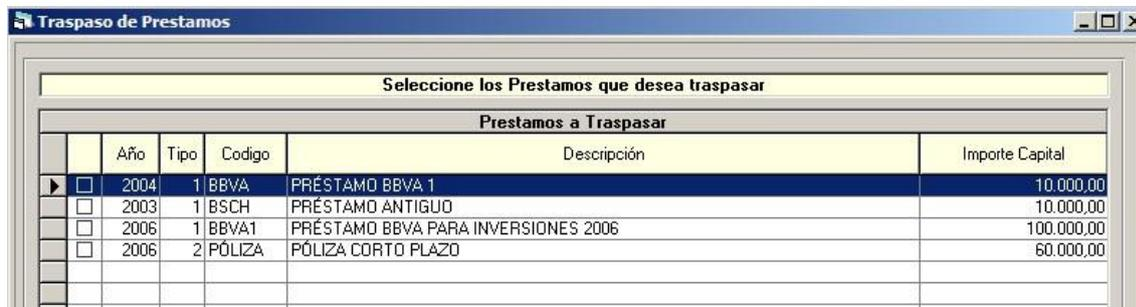 Traspaso de Prestamos
Seleccione los Prestamos que desea traspasar
Prestamos a Traspasar
Año Tipo Codigo Descripción Importe Capital
2004 1 BBVA PRÉSTAMO BBVA 1 10.000,00
2003 1 BSCH PRÉSTAMO ANTIGUO 10.000,00
2006 1 BBVA1 PRÉSTAMO BBVA PARA INVERSIONES 2006 100.000,00
2006 2 PÓLIZA PÓLIZA CORTO PLAZO 60.000,00